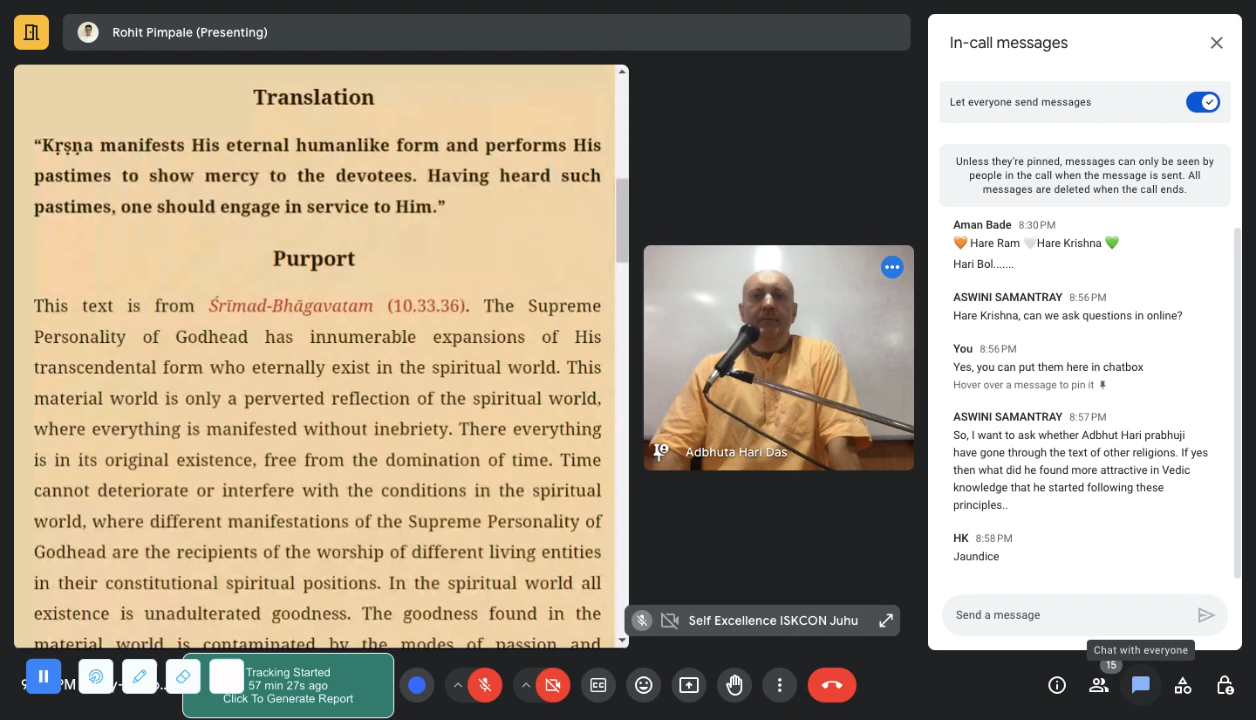 Rohit Pimpale (Presenting)
Translation
“Kṛṣṇa manifests His eternal humanlike form and performs His
pastimes to show mercy to the devotees. Having heard such
pastimes, one should engage in service to Him.”
Purport
This text is from Śrīmad-Bhāgavatam (10.33.36). The Supreme
Personality of Godhead has innumerable expansions of His
transcendental form who eternally exist in the spiritual world. This
material world is only a perverted reflection of the spiritual world,
where everything is manifested without inebriety. There everything
is in its original existence, free from the domination of time. Time
cannot deteriorate or interfere with the conditions in the spiritual
world, where different manifestations of the Supreme Personality of
Godhead are the recipients of the worship of different living entities
in their constitutional spiritual positions. In the spiritual world all
existence is unadulterated goodness. The goodness found in the
material world is contaminated by the modes of passion and
Adbhuta Hari Das
Self Excellence ISKCON Juhu
In-call messages
Let everyone send messages
Unless they're pinned, messages can only be seen by
people in the call when the message is sent. All
messages are deleted when the call ends.
Aman Bade 8:30 PM
🧡 Hare Ram 🤍Hare Krishna 💚
Hari Bol.......
ASWINI SAMANTRAY 8:56 PM
Hare Krishna, can we ask questions in online?
You 8:56 PM
Yes, you can put them here in chatbox
Hover over a message to pin it
ASWINI SAMANTRAY 8:57 PM
So, I want to ask whether Adbhut Hari prabhuji
have gone through the text of other religions. If yes
then what did he found more attractive in Vedic
knowledge that he started following these
principles..
HK 8:58 PM
Jaundice
Send a message
Chat with everyone
15
Tracking Started
57 min 27s ago
Click To Generate Report
CC